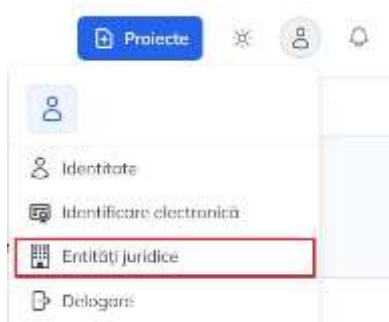 Proiecte
Identitate
Identificare electronică
Entități juridice
Delogare